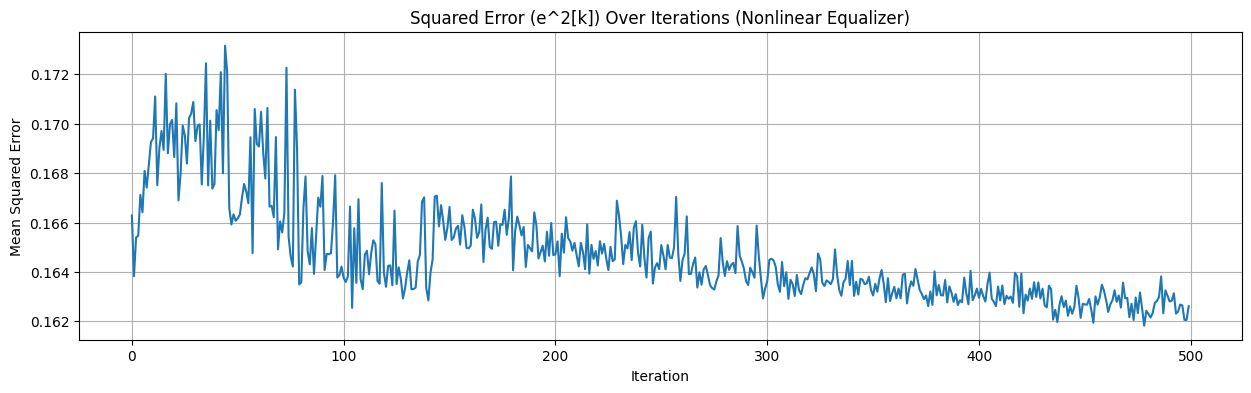 Squared Error (e^2[k]) Over Iterations (Nonlinear Equalizer)
Mean Squared Error
0.172
0.170
0.168
0.166
0.164
0.162
0 100 200 300 400 500
Iteration